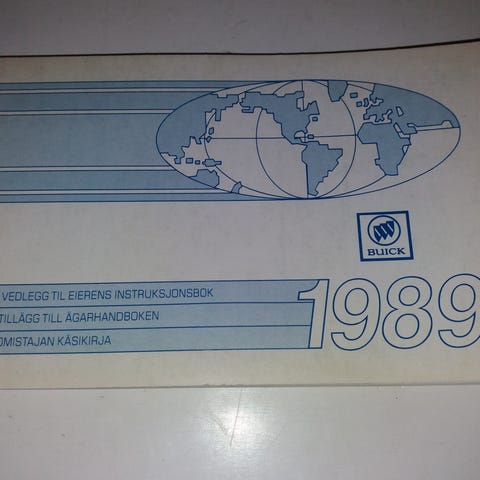 BUICK
VEDLEGG TIL EIERENS INSTRUKSJONSBOK
TILLÄGG TILL ÄGARHANDBOKEN
OMISTAJAN KÄSIKIRJA
1989